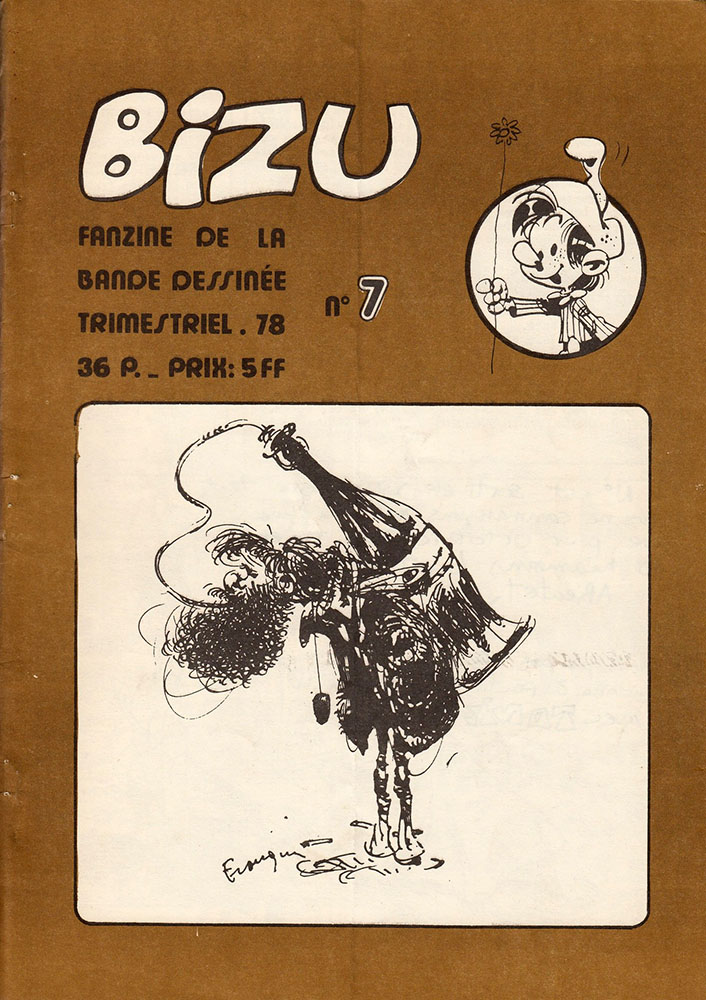 BiZU
FANZINE DE LA
BANDE DESSINÉE
TRIMESTRIEL . 78
n° 7
36 P. _ PRIX: 5 FF
Franquin